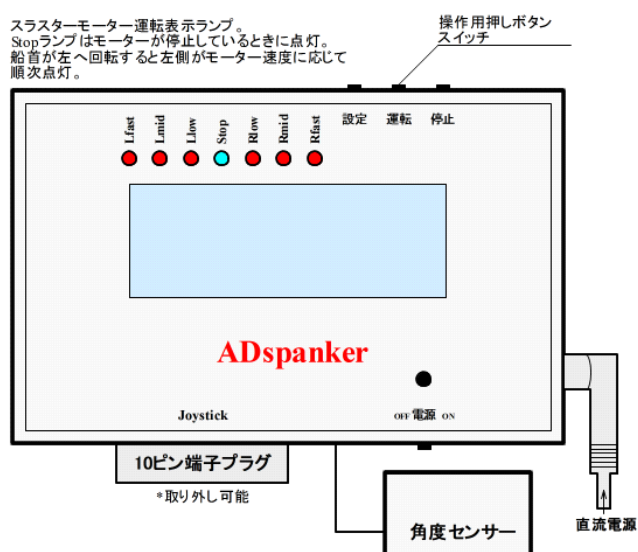 スラスターモーター運転表示ランプ。
Stopランプはモーターが停止しているときに点灯。
船首が左へ回転すると左側がモーター速度に応じて
順次点灯。
操作用押しボタン
スイッチ
Lfast
Lmid
Llow
Stop
Rlow
Rmid
Rfast
設定 運転 停止
ADspanker
Joystick
OFF 電源 ON
10ピン端子プラグ
*取り外し可能
角度センサー
直流電源